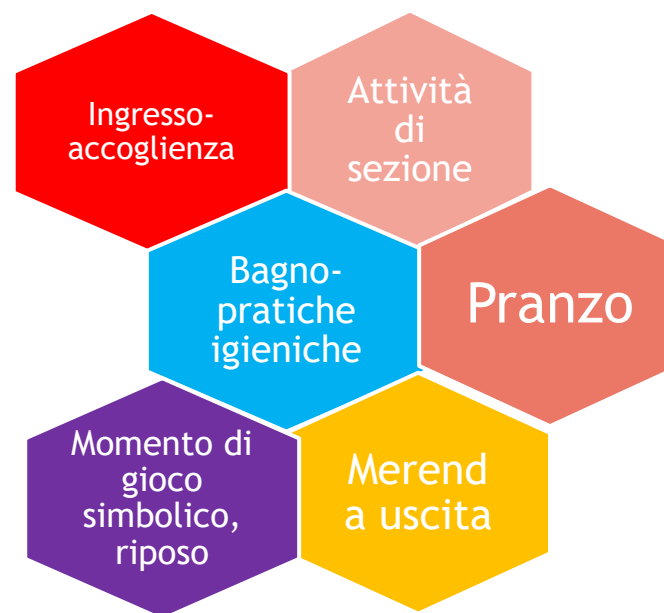 Ingresso-
accoglienza
Attività
di
sezione
Bagno-
pratiche
igieniche
Pranzo
Momento di
gioco
simbolico,
riposo
Merend
a uscita